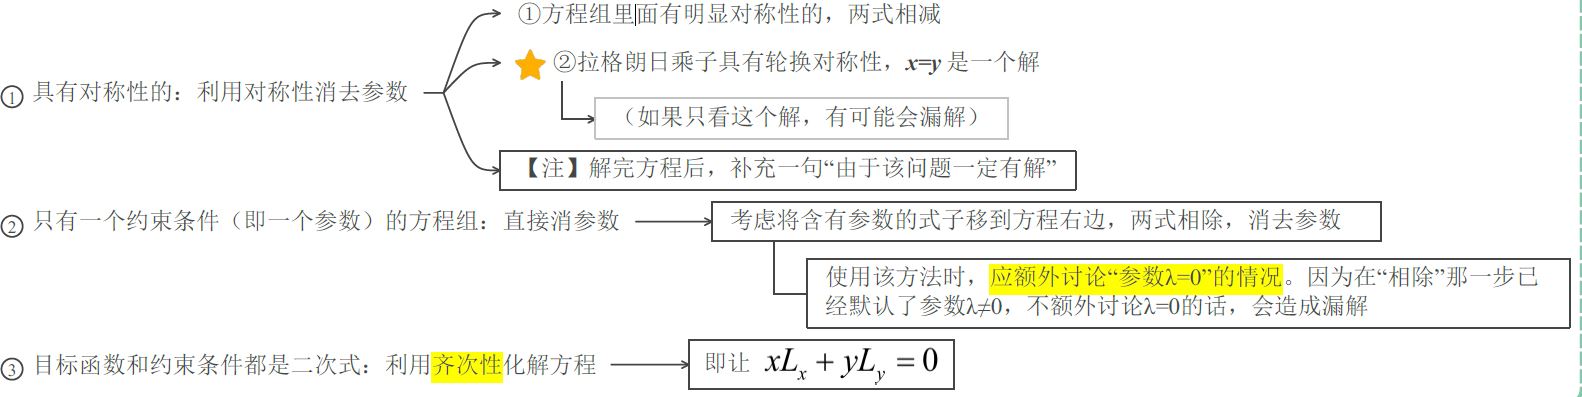 ①方程组里面有明显对称性的，两式相减
②拉格朗日乘子具有轮换对称性，x=y 是一个解
① 具有对称性的：利用对称性消去参数
（如果只看这个解，有可能会漏解）
【注】解完方程后，补充一句“由于该问题一定有解”
② 只有一个约束条件（即一个参数）的方程组：直接消参数
考虑将含有参数的式子移到方程右边，两式相除，消去参数
使用该方法时，应额外讨论“参数λ=0”的情况。因为在“相除”那一步已
经默认了参数λ≠0，不额外讨论λ=0的话，会造成漏解
③ 目标函数和约束条件都是二次式：利用齐次性化解方程
即让 xLₓ + yL_y = 0